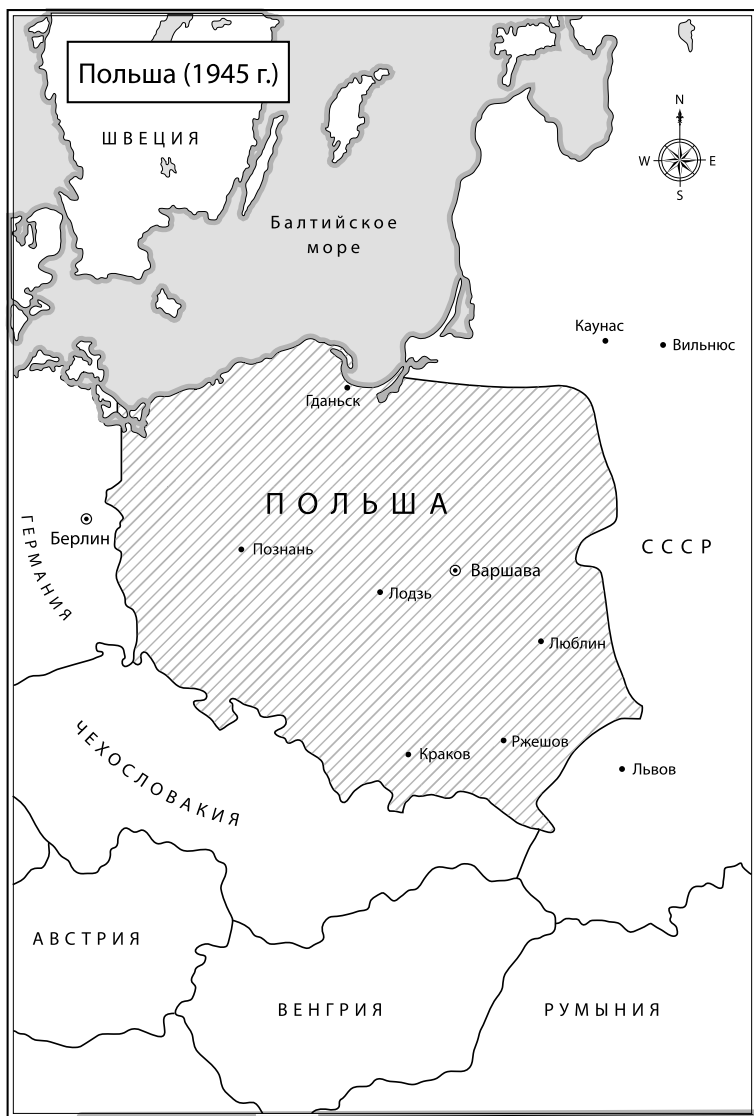 Польша (1945 г.)
ШВЕЦИЯ
N
W
E
S
Балтийское
море
Каунас
Вильнюс
Гданьск
ПОЛЬША
ГЕРМАНИЯ
Берлин
Познань
Варшава
СССР
Лодзь
Люблин
ЧЕХОСЛОВАКИЯ
Краков
Ржешов
Львов
АВСТРИЯ
ВЕНГРИЯ
РУМЫНИЯ